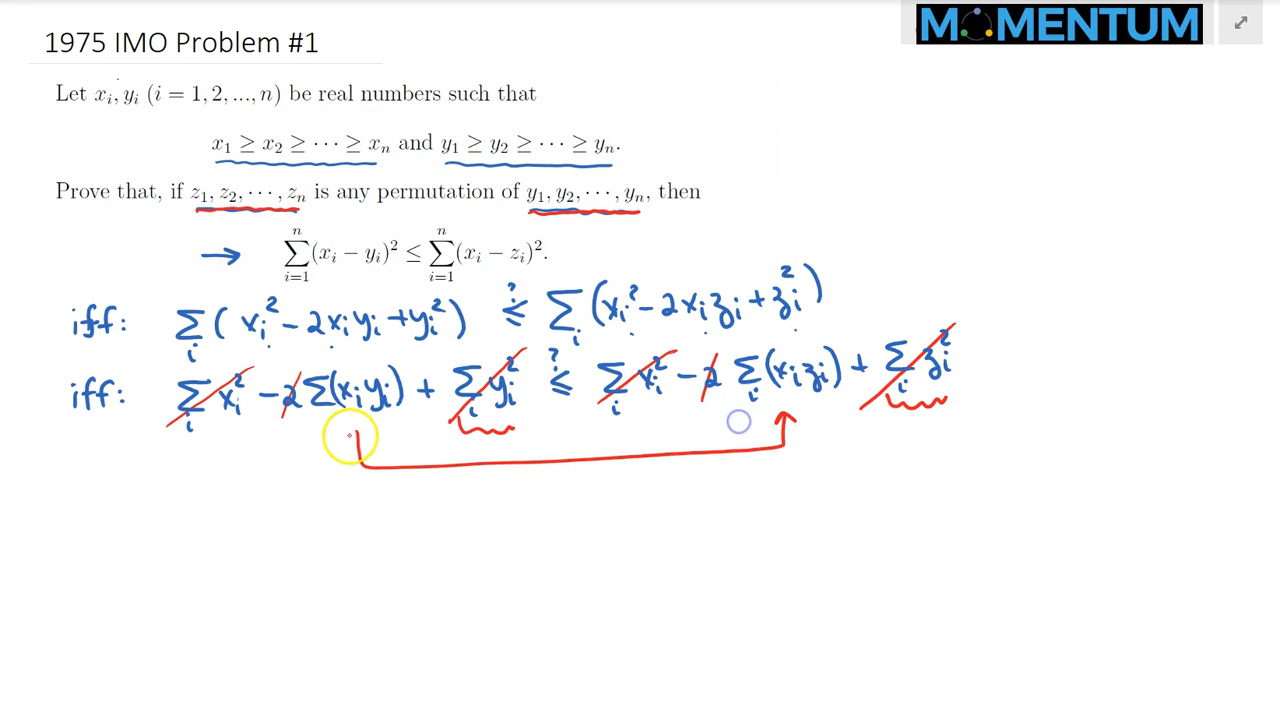 MOMENTUM
1975 IMO Problem #1
Let xᵢ, yᵢ (i = 1, 2, ..., n) be real numbers such that
x₁ ≥ x₂ ≥ ··· ≥ xₙ and y₁ ≥ y₂ ≥ ··· ≥ yₙ.
Prove that, if z₁, z₂, ···, zₙ is any permutation of y₁, y₂, ···, yₙ, then
→ ∑ᵢ₌₁ⁿ (xᵢ − yᵢ)² ≤ ∑ᵢ₌₁ⁿ (xᵢ − zᵢ)².
iff: ∑ᵢ (xᵢ² − 2xᵢyᵢ + yᵢ²) ≤? ∑ᵢ (xᵢ² − 2xᵢzᵢ + zᵢ²)
iff: ∑ᵢ xᵢ² − 2∑(xᵢyᵢ) + ∑ᵢ yᵢ² ≤? ∑ᵢ xᵢ² − 2 ∑ᵢ(xᵢzᵢ) + ∑ᵢ zᵢ²